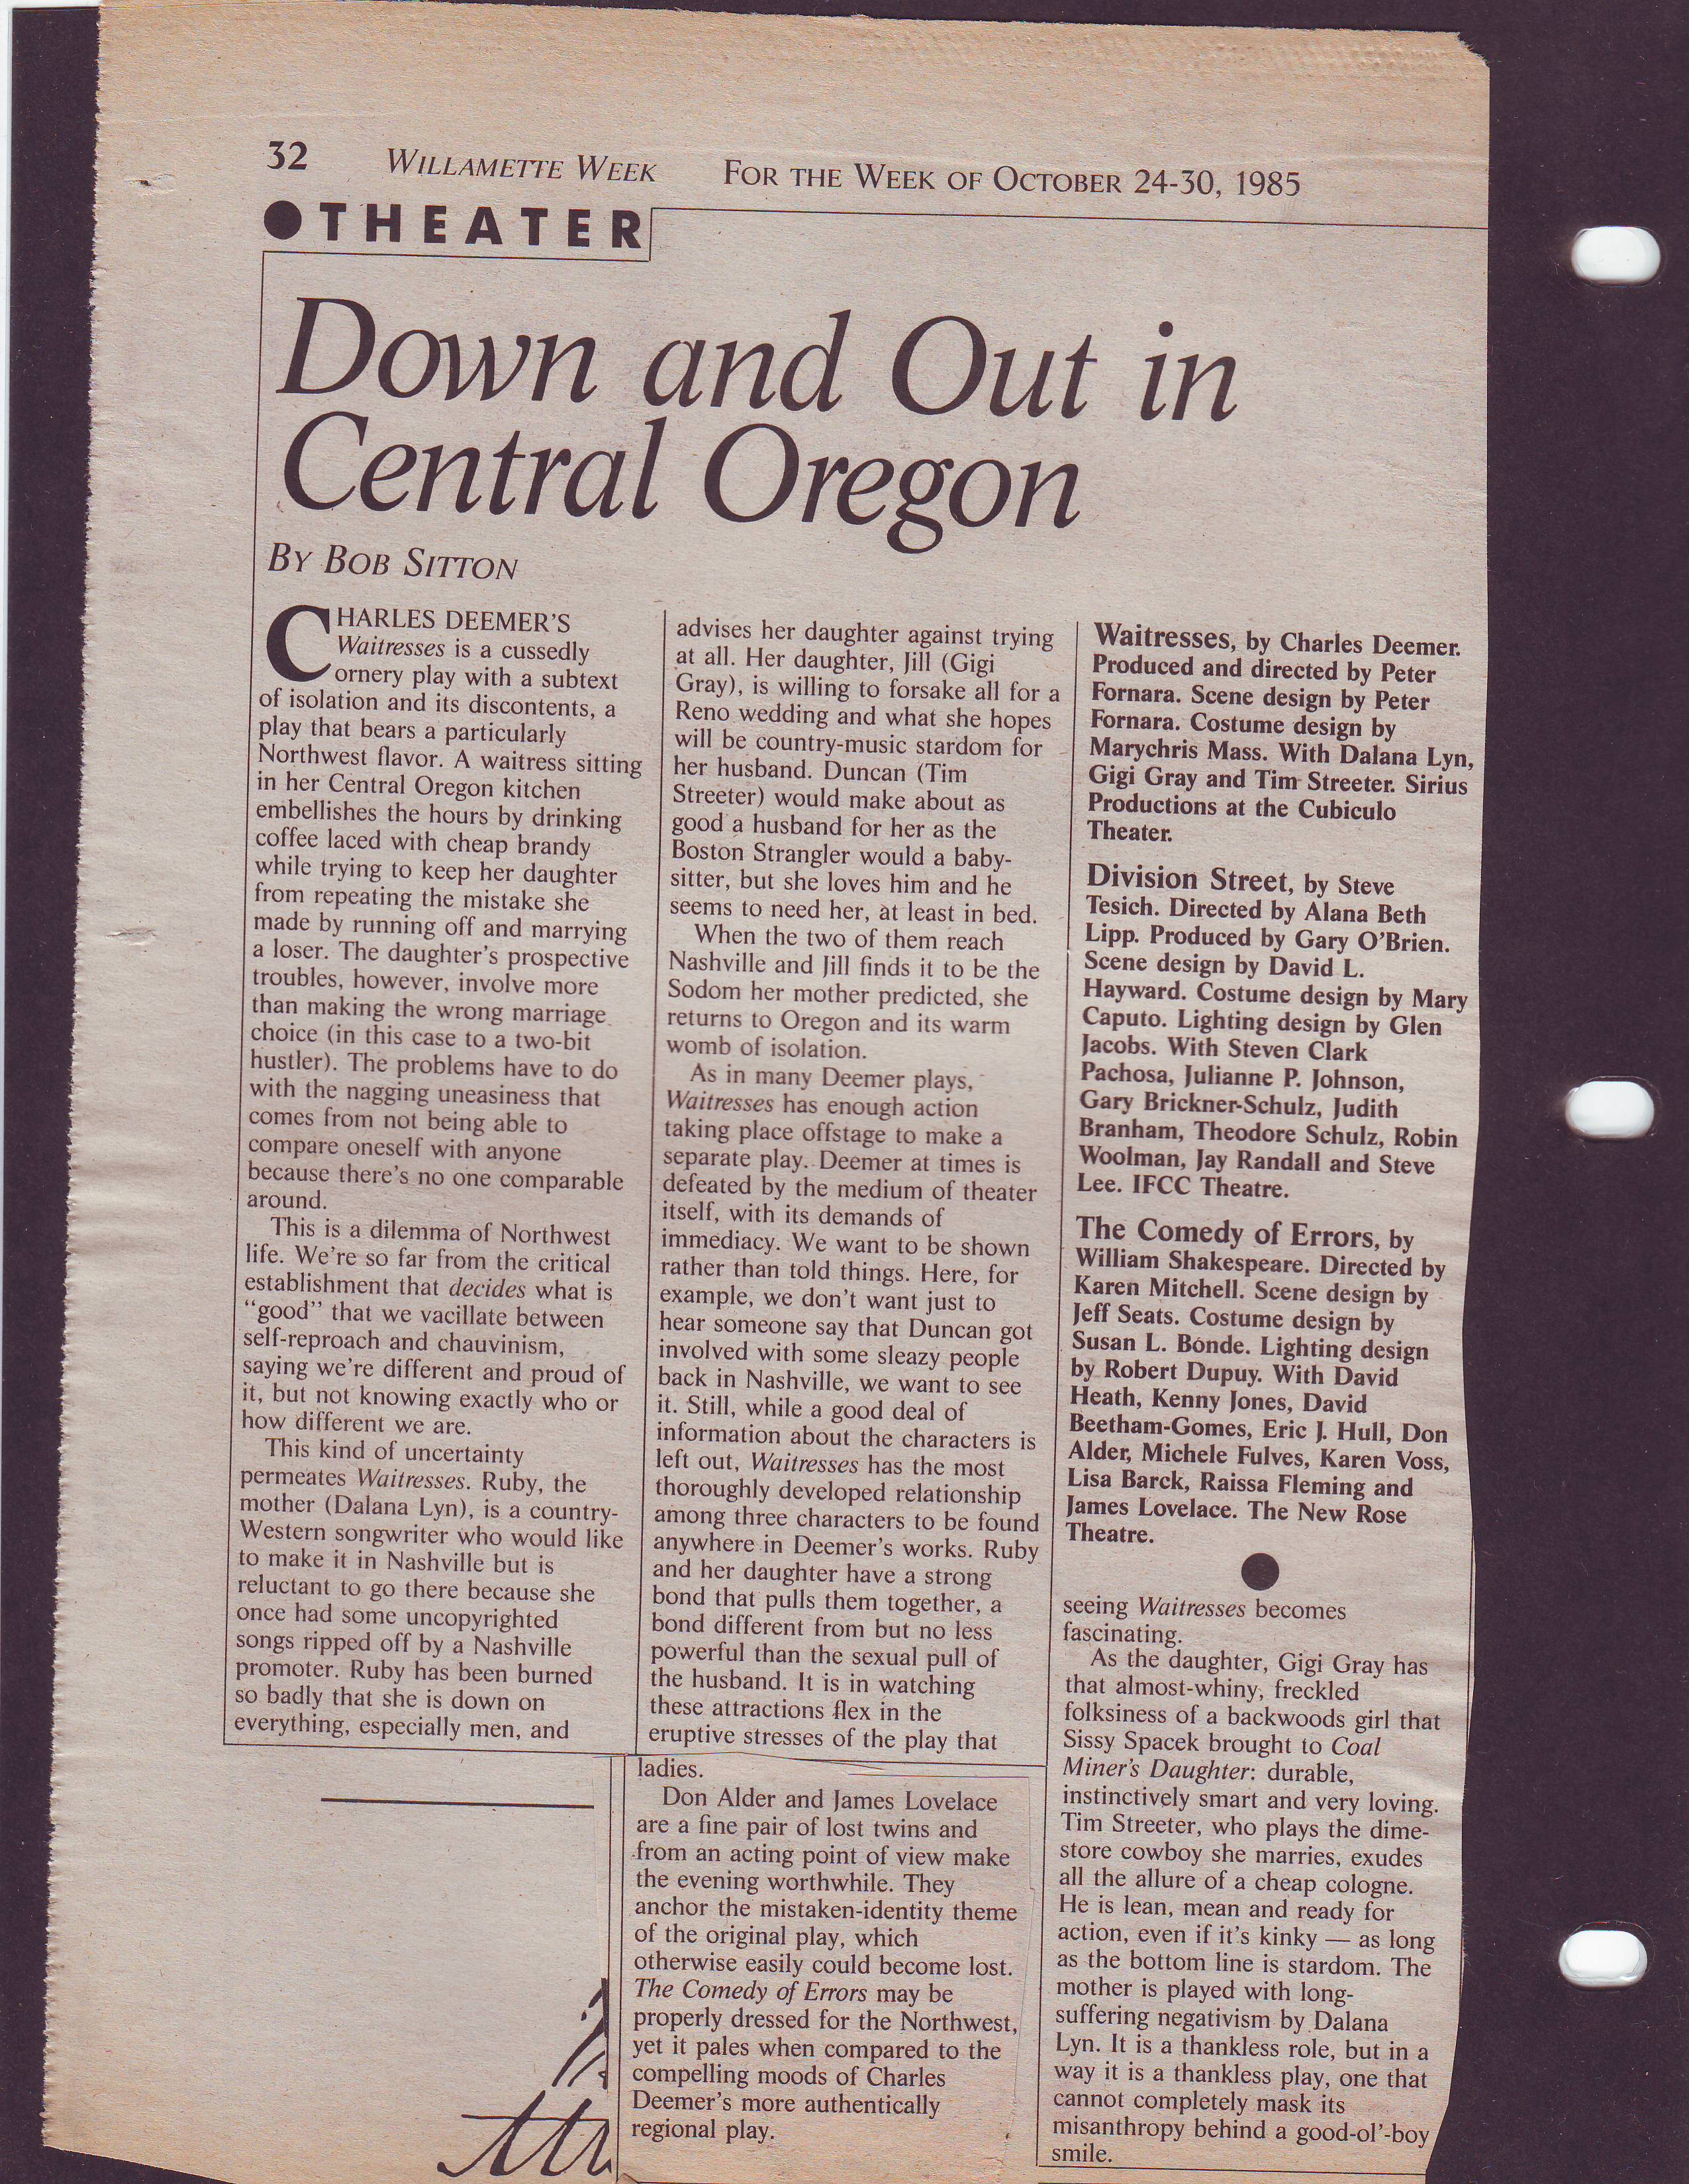 32 WILLAMETTE WEEK FOR THE WEEK OF OCTOBER 24-30, 1985
THEATER
Down and Out in
Central Oregon
BY BOB SITTON
CHARLES DEEMER'S
Waitresses is a cussedly
ornery play with a subtext
of isolation and its discontents, a
play that bears a particularly
Northwest flavor. A waitress sitting
in her Central Oregon kitchen
embellishes the hours by drinking
coffee laced with cheap brandy
while trying to keep her daughter
from repeating the mistake she
made by running off and marrying
a loser. The daughter's prospective
troubles, however, involve more
than making the wrong marriage
choice (in this case to a two-bit
hustler). The problems have to do
with the nagging uneasiness that
comes from not being able to
compare oneself with anyone
because there's no one comparable
around.
This is a dilemma of Northwest
life. We're so far from the critical
establishment that decides what is
"good" that we vacillate between
self-reproach and chauvinism,
saying we're different and proud of
it, but not knowing exactly who or
how different we are.
This kind of uncertainty
permeates Waitresses. Ruby, the
mother (Dalana Lyn), is a country-
Western songwriter who would like
to make it in Nashville but is
reluctant to go there because she
once had some uncopyrighted
songs ripped off by a Nashville
promoter. Ruby has been burned
so badly that she is down on
everything, especially men, and
advises her daughter against trying
at all. Her daughter, Jill (Gigi
Gray), is willing to forsake all for a
Reno wedding and what she hopes
will be country-music stardom for
her husband. Duncan (Tim
Streeter) would make about as
good a husband for her as the
Boston Strangler would a baby-
sitter, but she loves him and he
seems to need her, at least in bed.
When the two of them reach
Nashville and Jill finds it to be the
Sodom her mother predicted, she
returns to Oregon and its warm
womb of isolation.
As in many Deemer plays,
Waitresses has enough action
taking place offstage to make a
separate play. Deemer at times is
defeated by the medium of theater
itself, with its demands of
immediacy. We want to be shown
rather than told things. Here, for
example, we don't want just to
hear someone say that Duncan got
involved with some sleazy people
back in Nashville, we want to see
it. Still, while a good deal of
information about the characters is
left out, Waitresses has the most
thoroughly developed relationship
among three characters to be found
anywhere in Deemer's works. Ruby
and her daughter have a strong
bond that pulls them together, a
bond different from but no less
powerful than the sexual pull of
the husband. It is in watching
these attractions flex in the
eruptive stresses of the play that
Waitresses, by Charles Deemer.
Produced and directed by Peter
Fornara. Scene design by Peter
Fornara. Costume design by
Marychris Mass. With Dalana Lyn,
Gigi Gray and Tim Streeter. Sirius
Productions at the Cubiculo
Theater.
Division Street, by Steve
Tesich. Directed by Alana Beth
Lipp. Produced by Gary O'Brien.
Scene design by David L.
Hayward. Costume design by Mary
Caputo. Lighting design by Glen
Jacobs. With Steven Clark
Pachosa, Julianne P. Johnson,
Gary Brickner-Schulz, Judith
Branham, Theodore Schulz, Robin
Woolman, Jay Randall and Steve
Lee. IFCC Theatre.
The Comedy of Errors, by
William Shakespeare. Directed by
Karen Mitchell. Scene design by
Jeff Seats. Costume design by
Susan L. Bonde. Lighting design
by Robert Dupuy. With David
Heath, Kenny Jones, David
Beetham-Gomes, Eric J. Hull, Don
Alder, Michele Fulves, Karen Voss,
Lisa Barck, Raissa Fleming and
James Lovelace. The New Rose
Theatre.
seeing Waitresses becomes
fascinating.
As the daughter, Gigi Gray has
that almost-whiny, freckled
folksiness of a backwoods girl that
Sissy Spacek brought to Coal
Miner's Daughter: durable,
instinctively smart and very loving.
Tim Streeter, who plays the dime-
store cowboy she marries, exudes
all the allure of a cheap cologne.
He is lean, mean and ready for
action, even if it's kinky — as long
as the bottom line is stardom. The
mother is played with long-
suffering negativism by Dalana
Lyn. It is a thankless role, but in a
way it is a thankless play, one that
cannot completely mask its
misanthropy behind a good-ol'-boy
smile.
ladies.
Don Alder and James Lovelace
are a fine pair of lost twins and
from an acting point of view make
the evening worthwhile. They
anchor the mistaken-identity theme
of the original play, which
otherwise easily could become lost.
The Comedy of Errors may be
properly dressed for the Northwest,
yet it pales when compared to the
compelling moods of Charles
Deemer's more authentically
regional play.